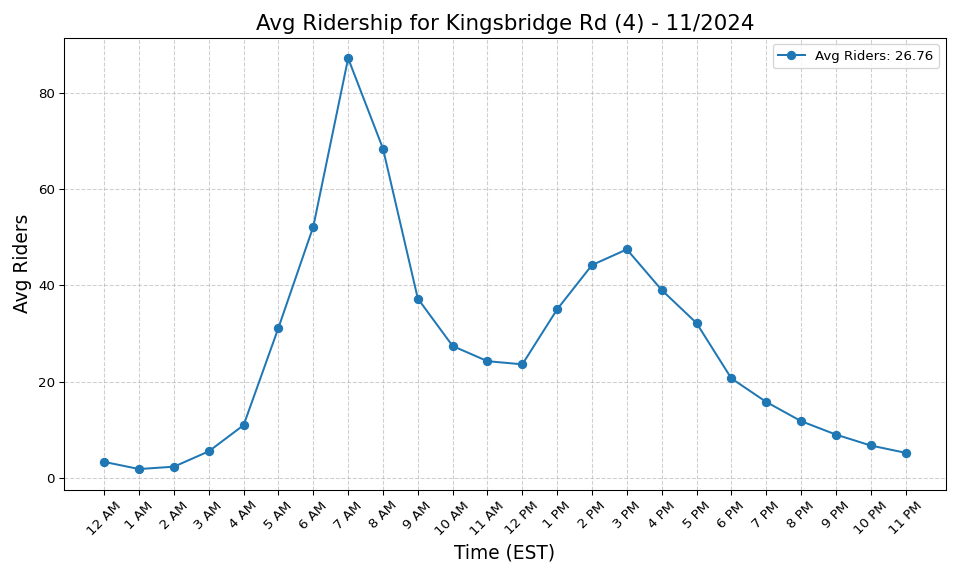 Avg Ridership for Kingsbridge Rd (4) - 11/2024
Avg Riders: 26.76
Avg Riders
80
60
40
20
0
12 AM
1 AM
2 AM
3 AM
4 AM
5 AM
6 AM
7 AM
8 AM
9 AM
10 AM
11 AM
12 PM
1 PM
2 PM
3 PM
4 PM
5 PM
6 PM
7 PM
8 PM
9 PM
10 PM
11 PM
Time (EST)